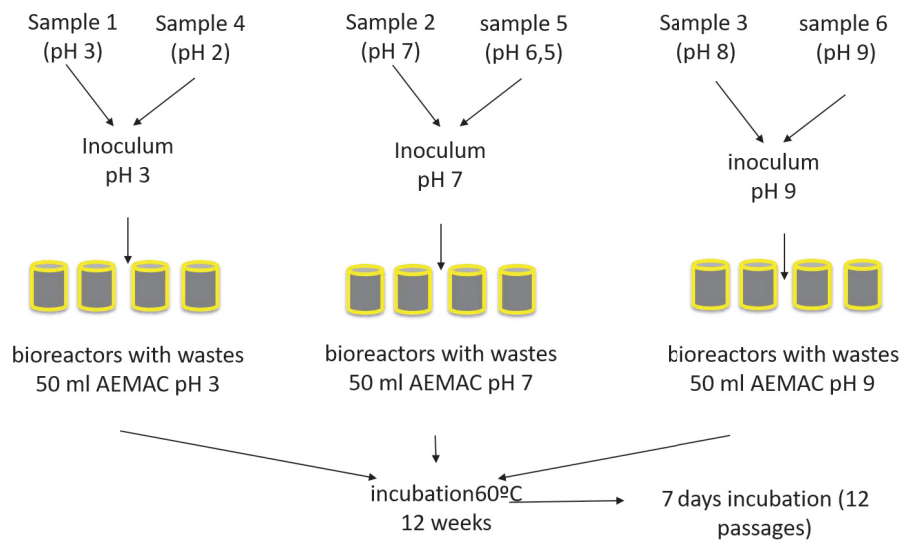 Sample 1
(pH 3)
Sample 4
(pH 2)
Sample 2
(pH 7)
sample 5
(pH 6,5)
Sample 3
(pH 8)
sample 6
(pH 9)
Inoculum
pH 3
Inoculum
pH 7
inoculum
pH 9
bioreactors with wastes
50 ml AEMAC pH 3
bioreactors with wastes
50 ml AEMAC pH 7
bioreactors with wastes
50 ml AEMAC pH 9
incubation60ºC
12 weeks
7 days incubation (12
passages)